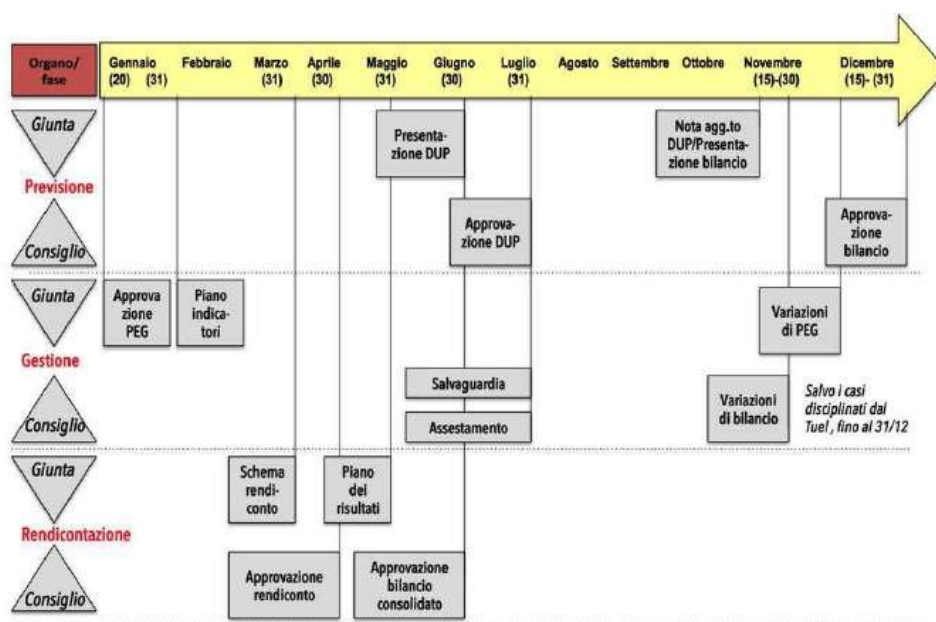 Organo/
fase
Gennaio
(20) (31)
Febbraio
Marzo
(31)
Aprile
(30)
Maggio
(31)
Giugno
(30)
Luglio
(31)
Agosto
Settembre
Ottobre
Novembre
(15)-(30)
Dicembre
(15)- (31)
Giunta
Previsione
Consiglio
Presenta-
zione DUP
Nota agg.to
DUP/Presenta-
zione bilancio
Approva-
zione DUP
Approva-
zione
bilancio
Giunta
Gestione
Consiglio
Approva
zione
PEG
Piano
indica-
tori
Variazioni
di PEG
Salvaguardia
Assestamento
Variazioni
di bilancio
Salvo i casi
disciplinati dal
Tuel , fino al 31/12
Giunta
Rendicontazione
Consiglio
Schema
rendi-
conto
Piano
dei
risultati
Approvazione
rendiconto
Approvazione
bilancio
consolidato